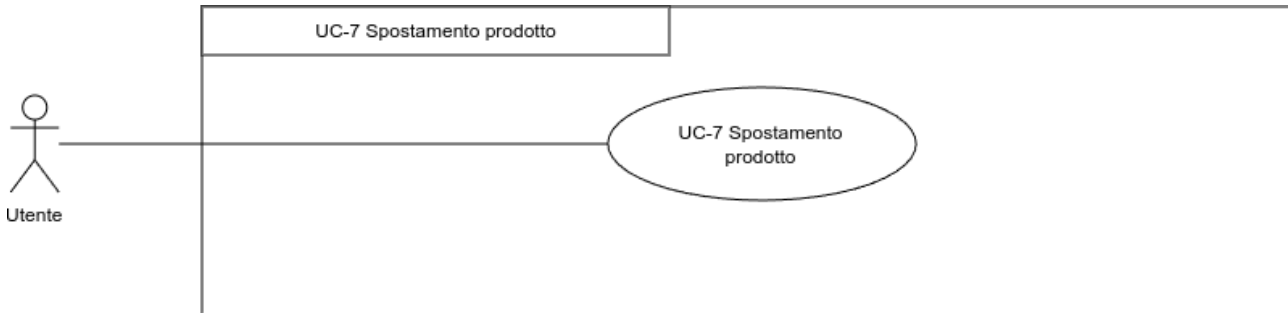 UC-7 Spostamento prodotto
UC-7 Spostamento
prodotto
Utente